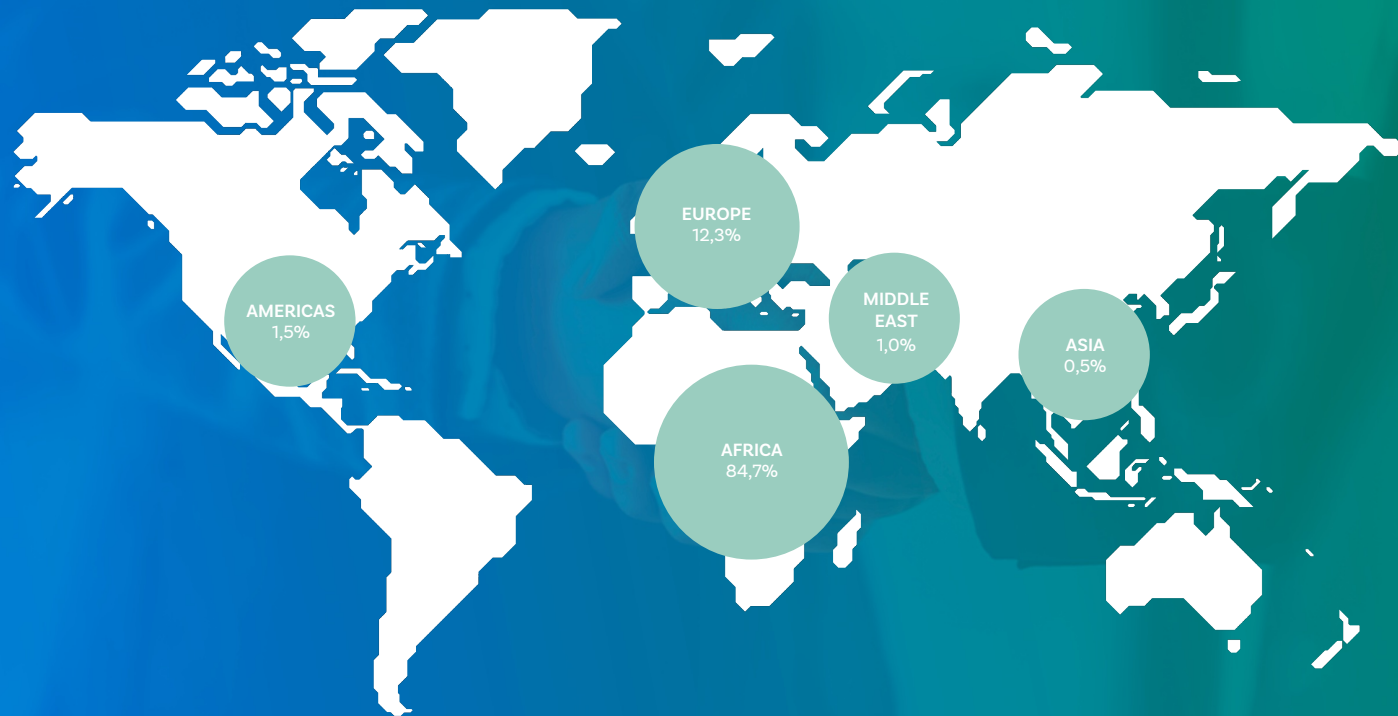 EUROPE
12,3%
AMERICAS
1,5%
MIDDLE
EAST
1,0%
ASIA
0,5%
AFRICA
84,7%